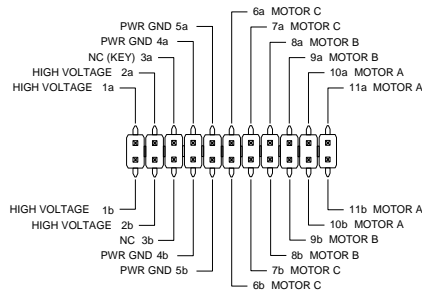 6a MOTOR C
PWR GND 5a 7a MOTOR C
PWR GND 4a 8a MOTOR B
NC (KEY) 3a 9a MOTOR B
HIGH VOLTAGE 2a 10a MOTOR A
HIGH VOLTAGE 1a 11a MOTOR A
HIGH VOLTAGE 1b 11b MOTOR A
HIGH VOLTAGE 2b 10b MOTOR A
NC 3b 9b MOTOR B
PWR GND 4b 8b MOTOR B
PWR GND 5b 7b MOTOR C
6b MOTOR C